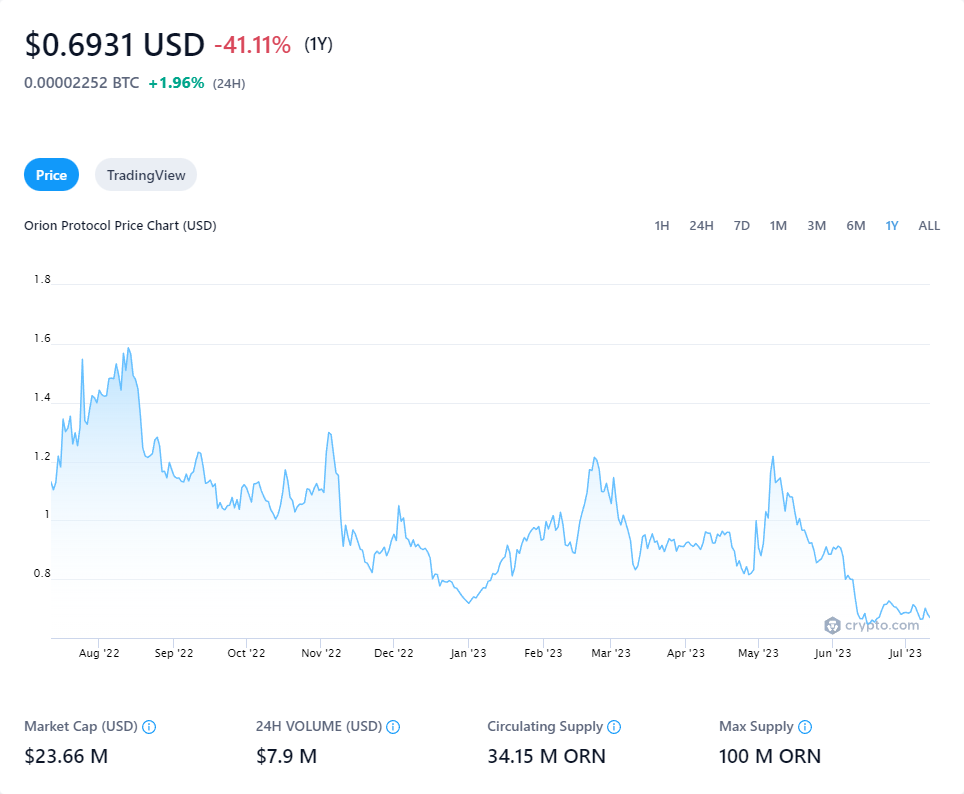 $0.6931 USD -41.11% (1Y)
0.00002252 BTC +1.96% (24H)
Price TradingView
Orion Protocol Price Chart (USD) 1H 24H 7D 1M 3M 6M 1Y ALL
1.8
1.6
1.4
1.2
1
0.8
crypto.com
Aug '22 Sep '22 Oct '22 Nov '22 Dec '22 Jan '23 Feb '23 Mar '23 Apr '23 May '23 Jun '23 Jul '23
Market Cap (USD) 24H VOLUME (USD) Circulating Supply Max Supply
$23.66 M $7.9 M 34.15 M ORN 100 M ORN